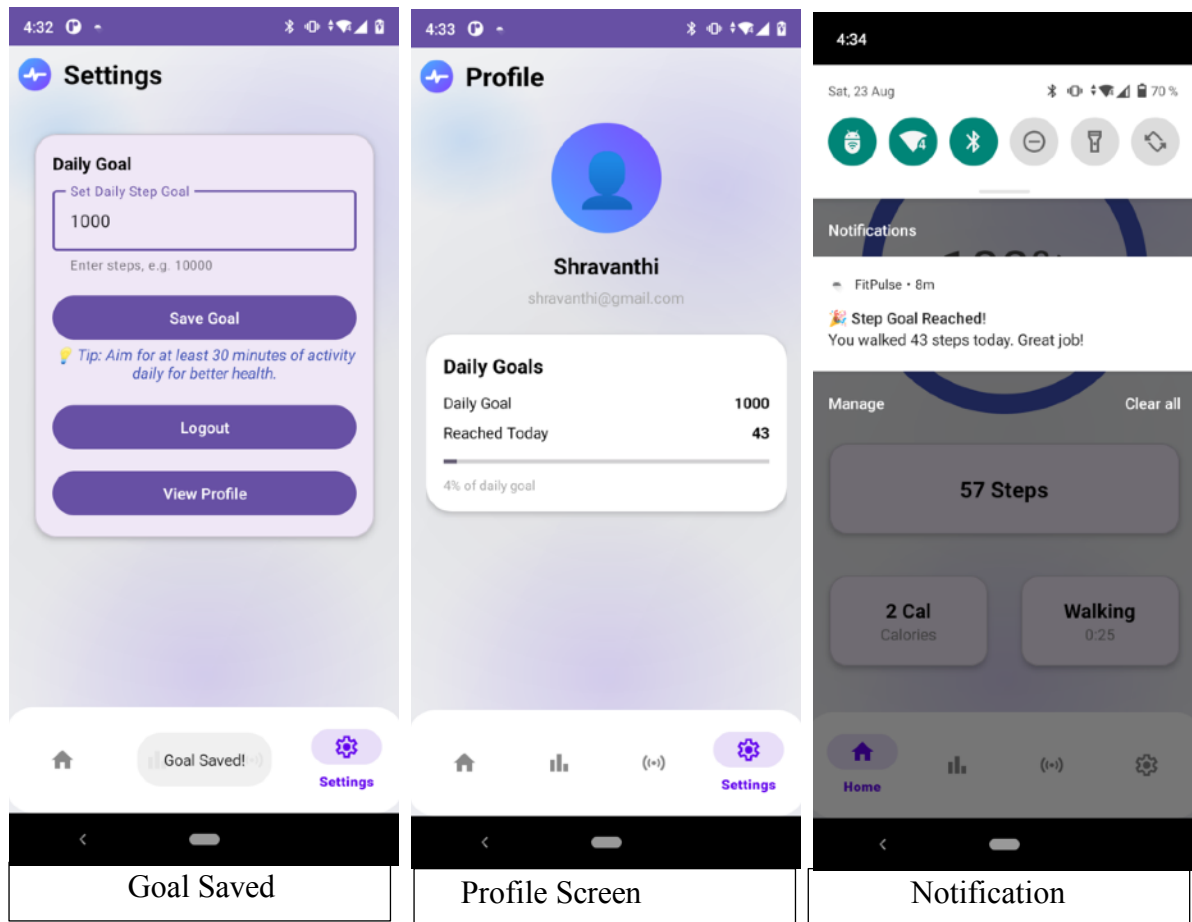 4:32
Settings
Daily Goal
Set Daily Step Goal
1000
Enter steps, e.g. 10000
Save Goal
💡 Tip: Aim for at least 30 minutes of activity
daily for better health.
Logout
View Profile
Goal Saved!
Settings
Goal Saved
4:33
Profile
Shravanthi
shravanthi@gmail.com
Daily Goals
Daily Goal 1000
Reached Today 43
4% of daily goal
Settings
Profile Screen
4:34
Sat, 23 Aug 70 %
Notifications
FitPulse • 8m
🎉 Step Goal Reached!
You walked 43 steps today. Great job!
Manage Clear all
57 Steps
2 Cal Walking
Calories 0:25
Home
Notification